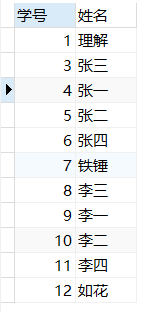 学号 姓名
1 理解
3 张三
4 张一
5 张二
6 张四
7 铁锤
8 李三
9 李一
10 李二
11 李四
12 如花